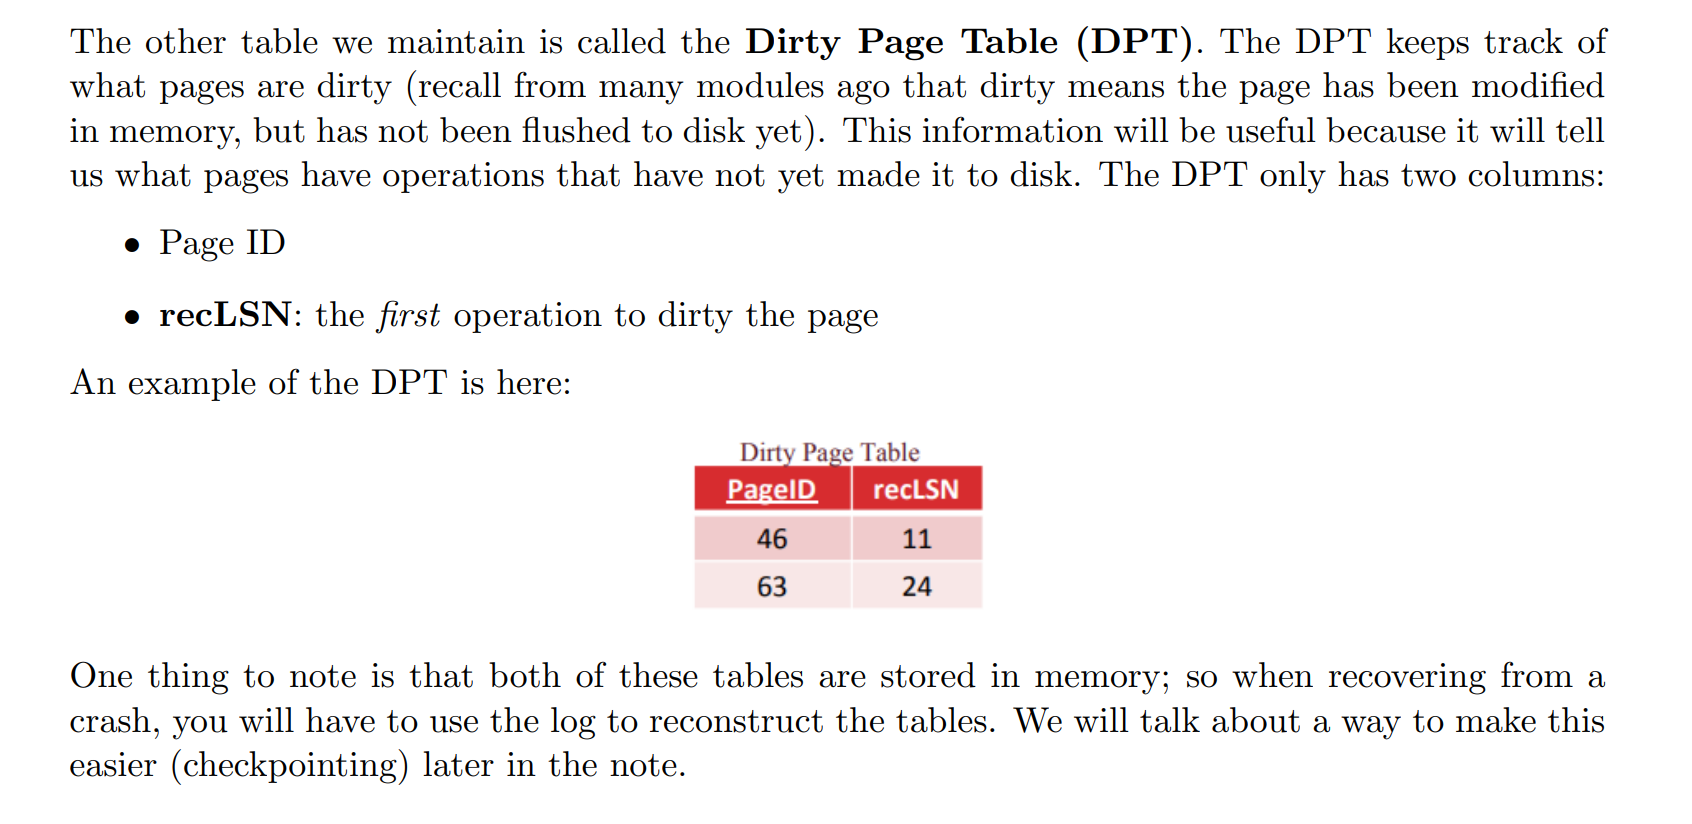 The other table we maintain is called the Dirty Page Table (DPT). The DPT keeps track of
what pages are dirty (recall from many modules ago that dirty means the page has been modified
in memory, but has not been flushed to disk yet). This information will be useful because it will tell
us what pages have operations that have not yet made it to disk. The DPT only has two columns:
• Page ID
• recLSN: the first operation to dirty the page
An example of the DPT is here:
Dirty Page Table
PageID recLSN
46 11
63 24
One thing to note is that both of these tables are stored in memory; so when recovering from a
crash, you will have to use the log to reconstruct the tables. We will talk about a way to make this
easier (checkpointing) later in the note.